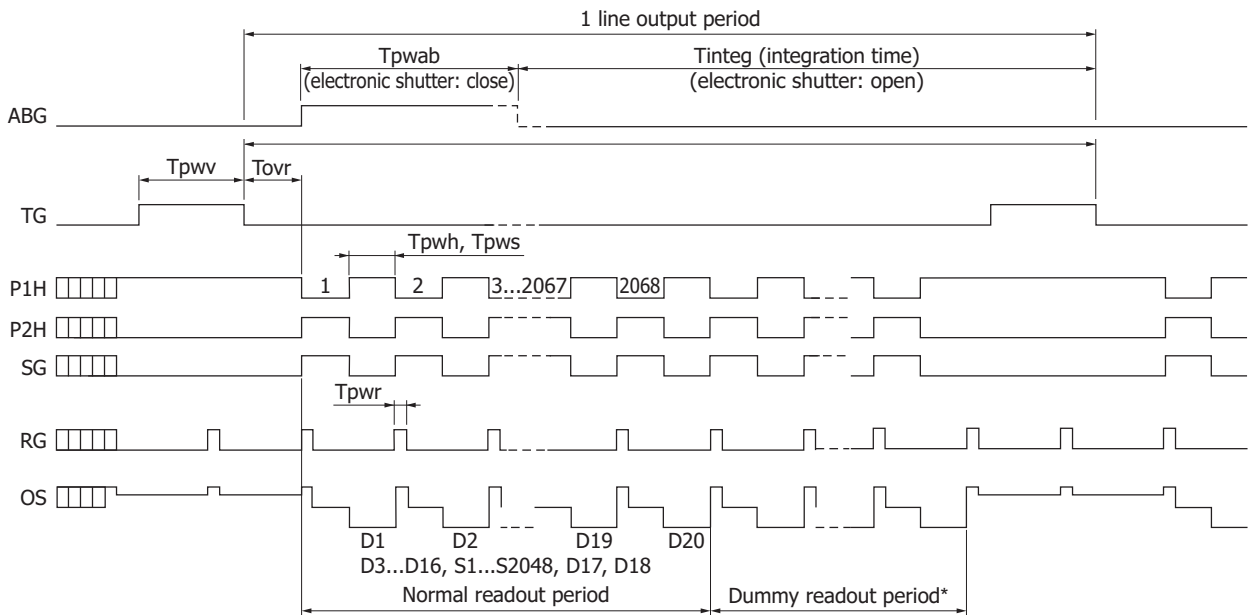 1 line output period
Tpwab
(electronic shutter: close)
Tinteg (integration time)
(electronic shutter: open)
ABG
Tpwv
Tovr
TG
Tpwh, Tpws
P1H
1
2
3...2067
2068
P2H
SG
Tpwr
RG
OS
D1
D2
D19
D20
D3...D16, S1...S2048, D17, D18
Normal readout period
Dummy readout period*